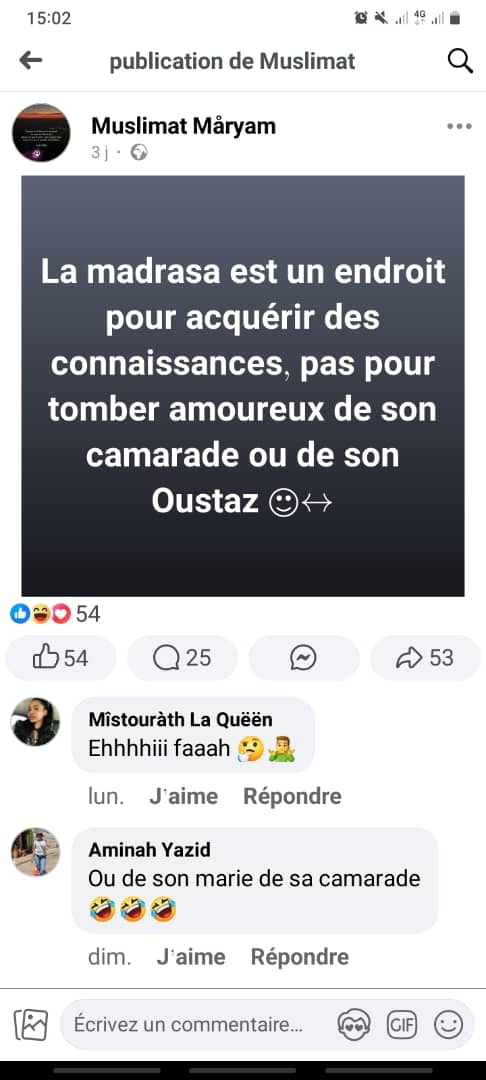 15:02
4G
publication de Muslimat
Muslimat Måryam
3 j ·
La madrasa est un endroit
pour acquérir des
connaissances, pas pour
tomber amoureux de son
camarade ou de son
Oustaz 🙂↔
54
54
25
53
Mîstouràth La Quëën
Ehhhhiii faaah 🤔🤷‍♂️
lun. J'aime Répondre
Aminah Yazid
Ou de son marie de sa camarade
🤣🤣🤣
dim. J'aime Répondre
Écrivez un commentaire...
GIF